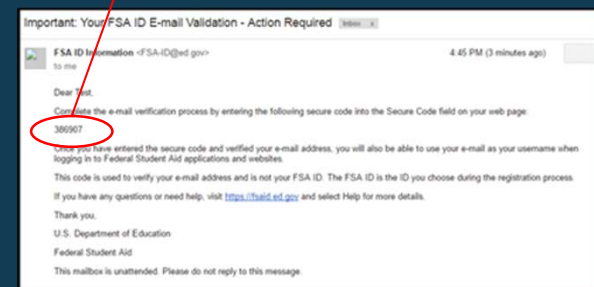 Important: Your FSA ID E-mail Validation - Action Required Inbox x
FSA ID Information <FSA-ID@ed.gov> 4:45 PM (3 minutes ago)
to me
Dear Test,
Complete the e-mail verification process by entering the following secure code into the Secure Code field on your web page:
386907
Once you have entered the secure code and verified your e-mail address, you will also be able to use your e-mail as your username when
logging in to Federal Student Aid applications and websites.
This code is used to verify your e-mail address and is not your FSA ID. The FSA ID is the ID you choose during the registration process.
If you have any questions or need help, visit https://fsaid.ed.gov and select Help for more details.
Thank you,
U.S. Department of Education
Federal Student Aid
This mailbox is unattended. Please do not reply to this message.